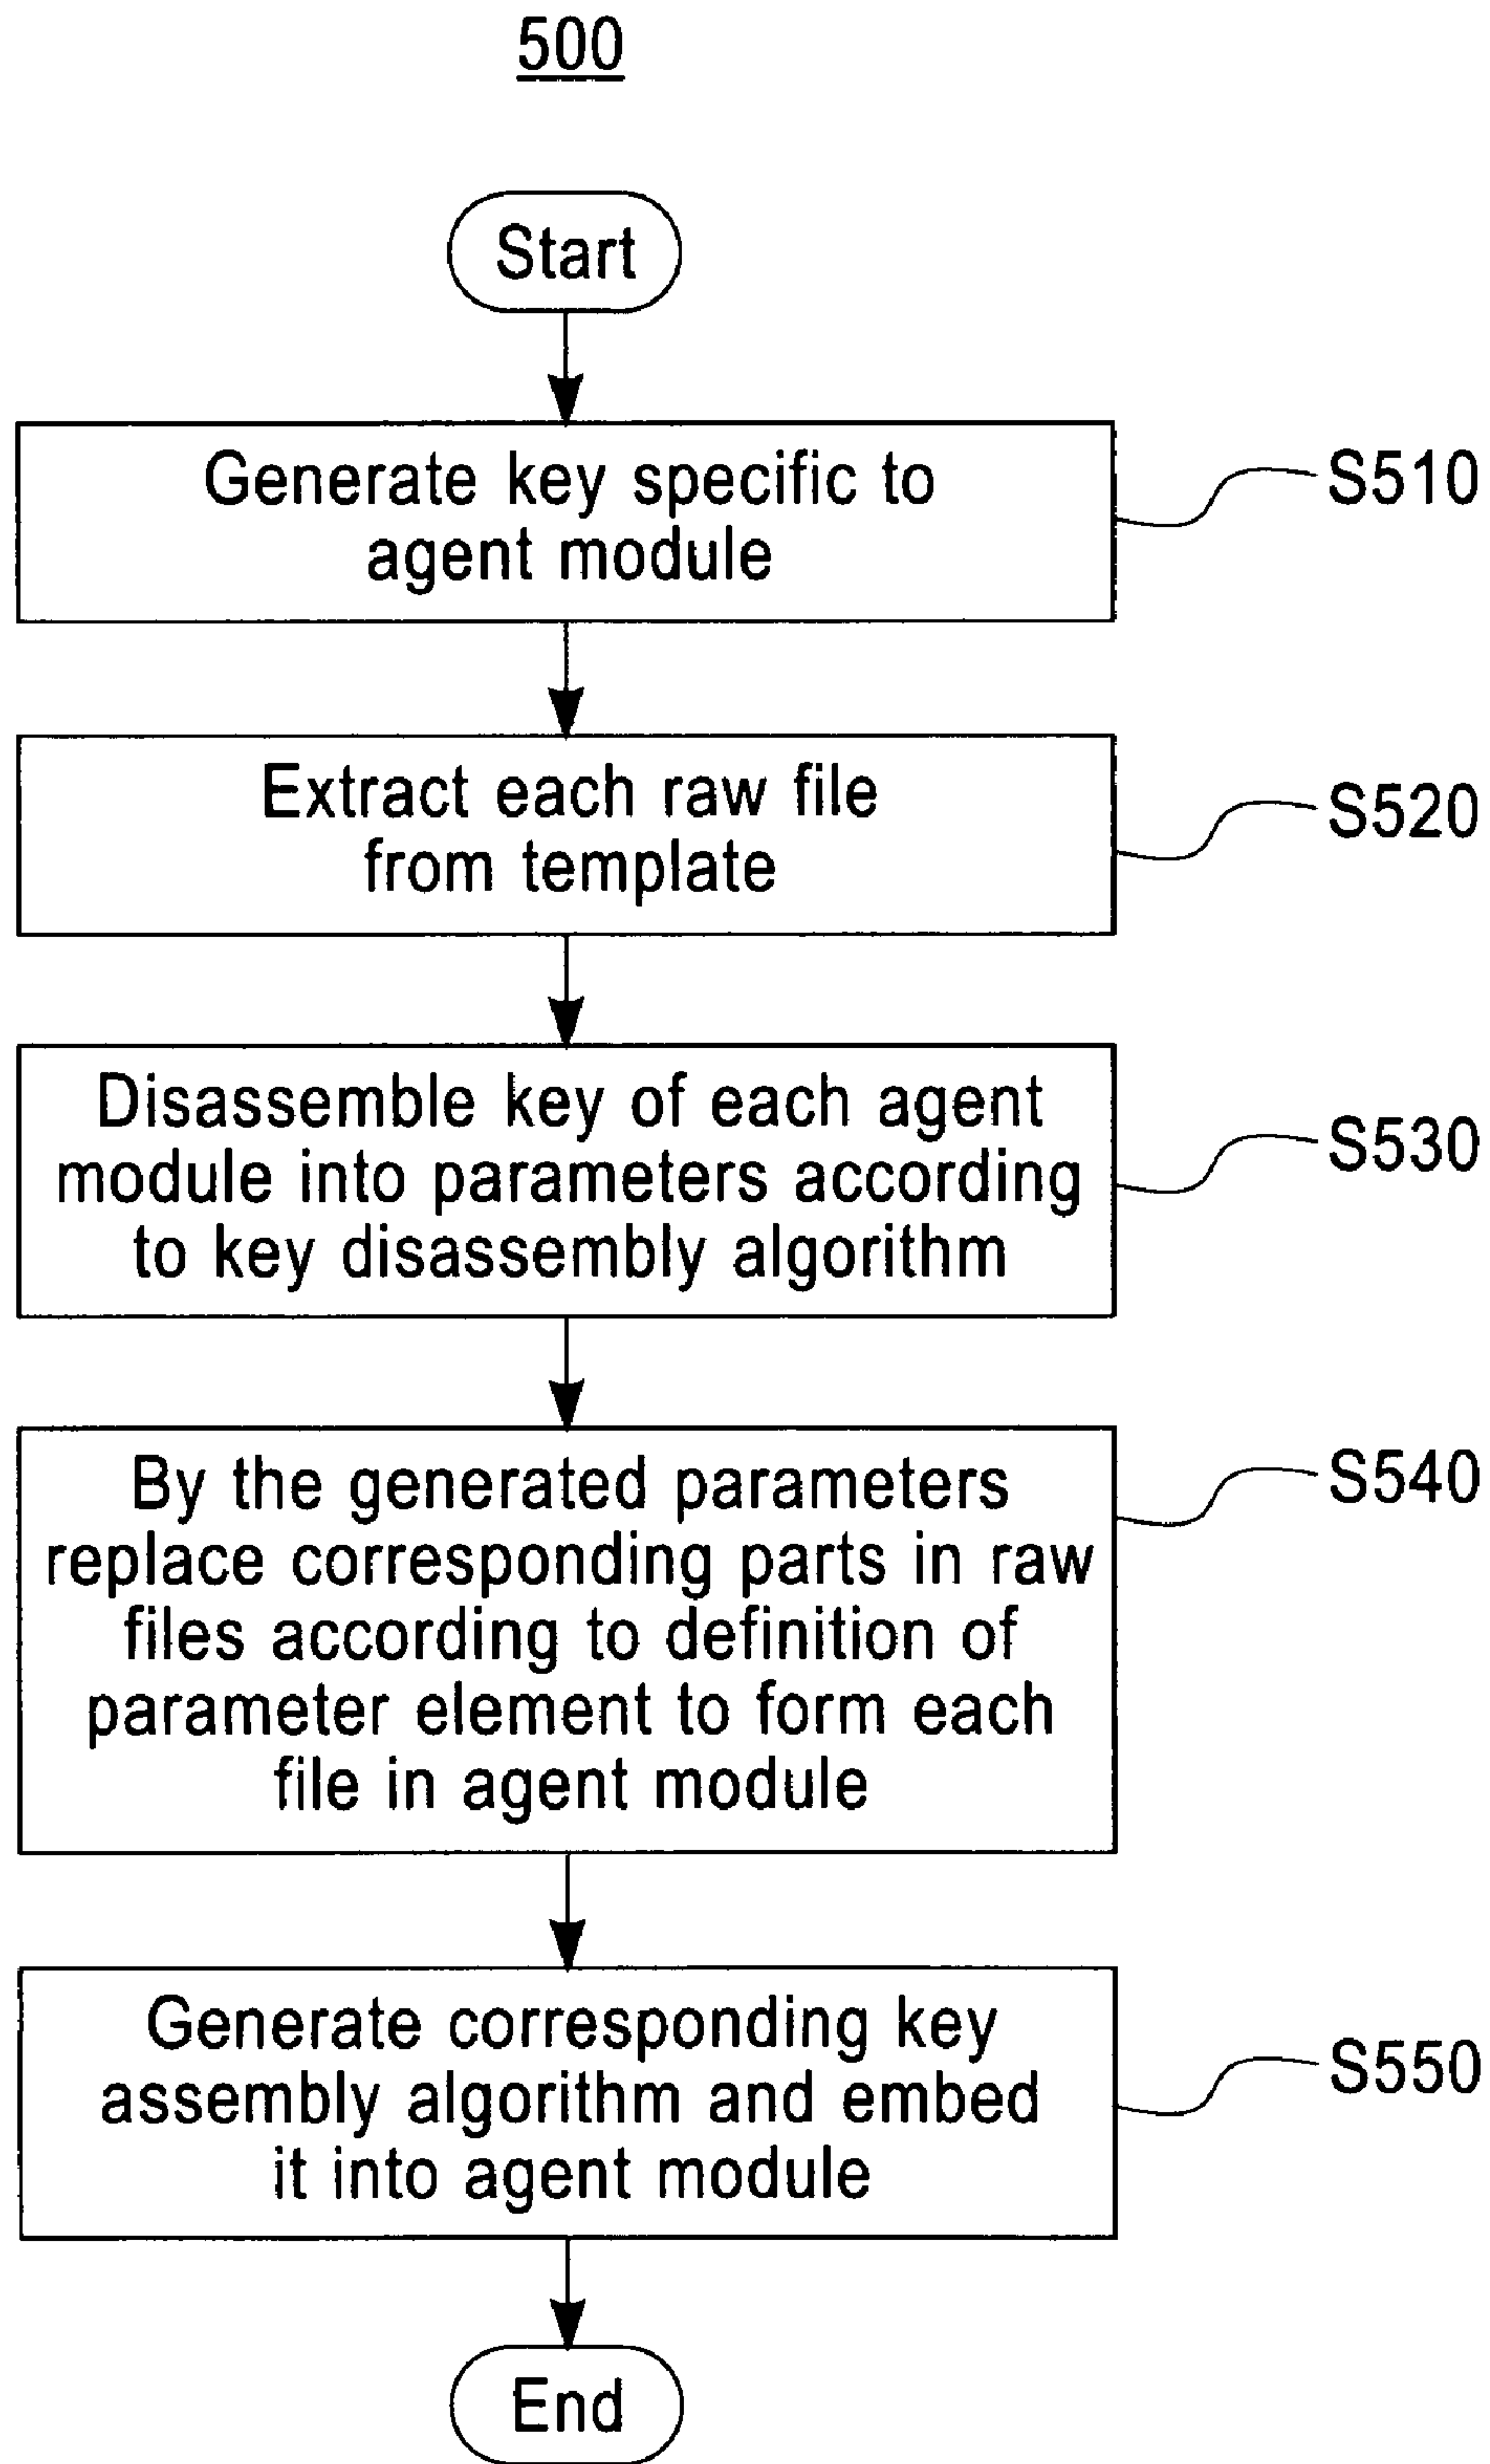 500
Start
Generate key specific to
agent module
S510
Extract each raw file
from template
S520
Disassemble key of each agent
module into parameters according
to key disassembly algorithm
S530
By the generated parameters
replace corresponding parts in raw
files according to definition of
parameter element to form each
file in agent module
S540
Generate corresponding key
assembly algorithm and embed
it into agent module
S550
End